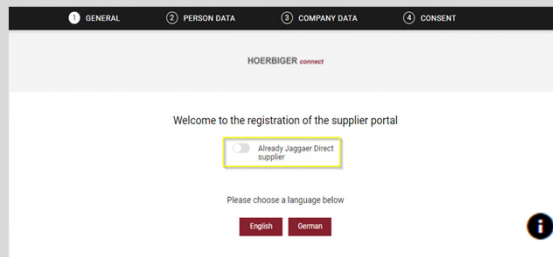 1 GENERAL 2 PERSON DATA 3 COMPANY DATA 4 CONSENT
HOERBIGER connect
Welcome to the registration of the supplier portal
Already Jaggaer Direct
supplier
Please choose a language below
English German
i